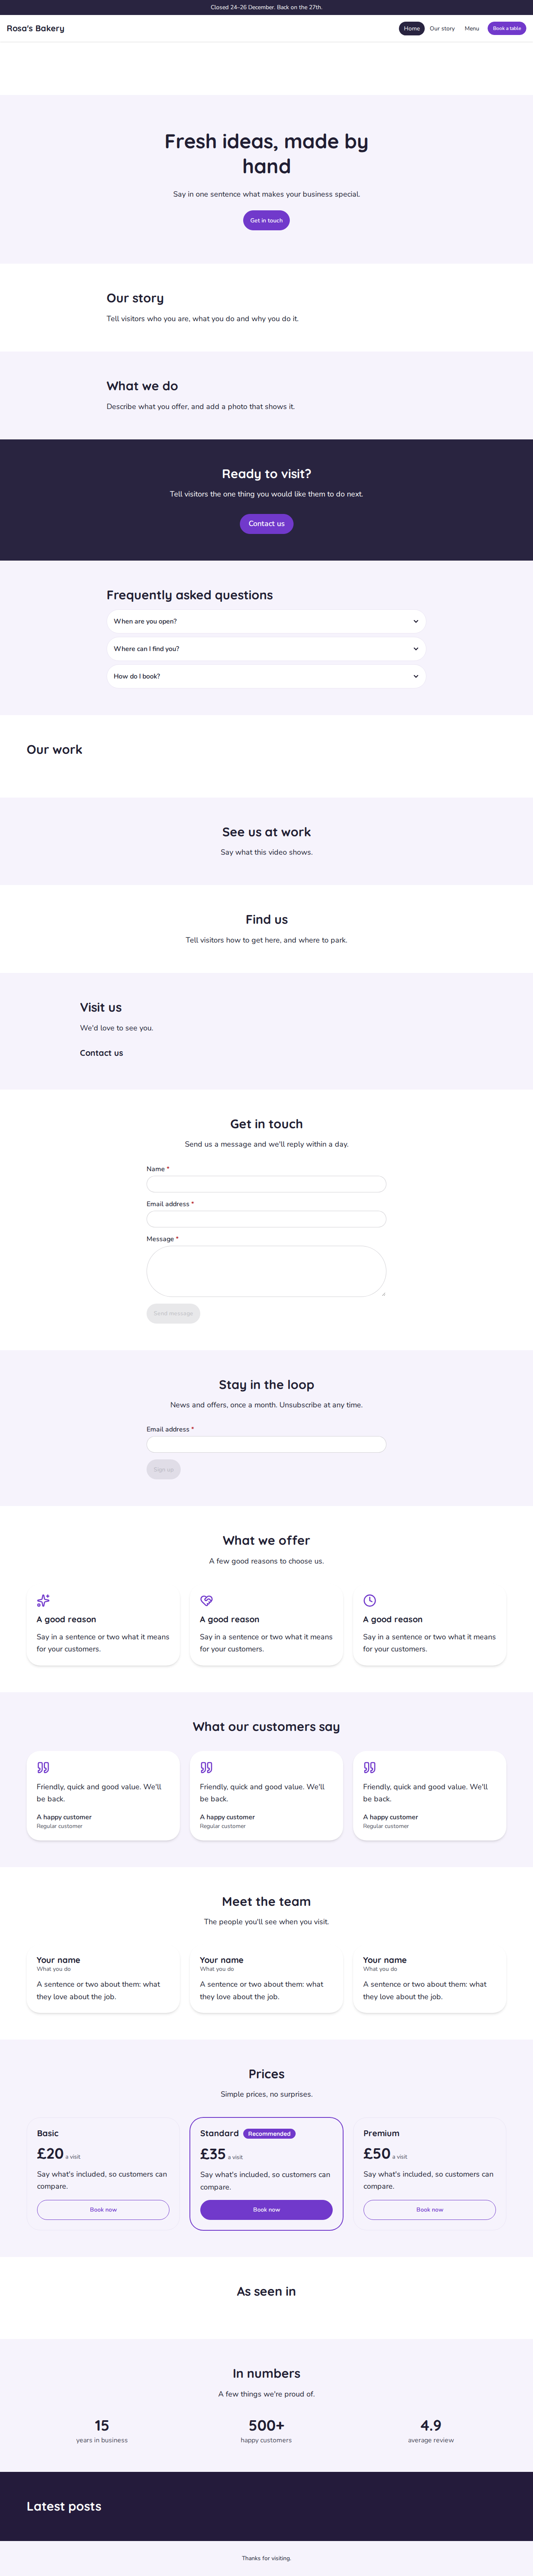 Closed 24–26 December. Back on the 27th.
Rosa's Bakery
Home
Our story
Menu
Book a table
Fresh ideas, made by
hand
Say in one sentence what makes your business special.
Get in touch
Our story
Tell visitors who you are, what you do and why you do it.
What we do
Describe what you offer, and add a photo that shows it.
Ready to visit?
Tell visitors the one thing you would like them to do next.
Contact us
Frequently asked questions
When are you open?
Where can I find you?
How do I book?
Our work
See us at work
Say what this video shows.
Find us
Tell visitors how to get here, and where to park.
Visit us
We'd love to see you.
Contact us
Get in touch
Send us a message and we'll reply within a day.
Name *
Email address *
Message *
Send message
Stay in the loop
News and offers, once a month. Unsubscribe at any time.
Email address *
Sign up
What we offer
A few good reasons to choose us.
A good reason
Say in a sentence or two what it means
for your customers.
A good reason
Say in a sentence or two what it means
for your customers.
A good reason
Say in a sentence or two what it means
for your customers.
What our customers say
Friendly, quick and good value. We'll
be back.
A happy customer
Regular customer
Friendly, quick and good value. We'll
be back.
A happy customer
Regular customer
Friendly, quick and good value. We'll
be back.
A happy customer
Regular customer
Meet the team
The people you'll see when you visit.
Your name
What you do
A sentence or two about them: what
they love about the job.
Your name
What you do
A sentence or two about them: what
they love about the job.
Your name
What you do
A sentence or two about them: what
they love about the job.
Prices
Simple prices, no surprises.
Basic
£20 a visit
Say what's included, so customers can
compare.
Book now
Standard Recommended
£35 a visit
Say what's included, so customers can
compare.
Book now
Premium
£50 a visit
Say what's included, so customers can
compare.
Book now
As seen in
In numbers
A few things we're proud of.
15
years in business
500+
happy customers
4.9
average review
Latest posts
Thanks for visiting.